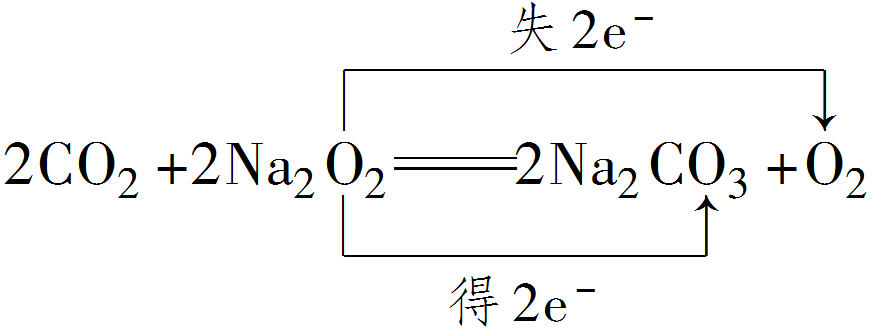 失 2e⁻
2CO₂ +2Na₂O₂══2Na₂CO₃ +O₂
得 2e⁻